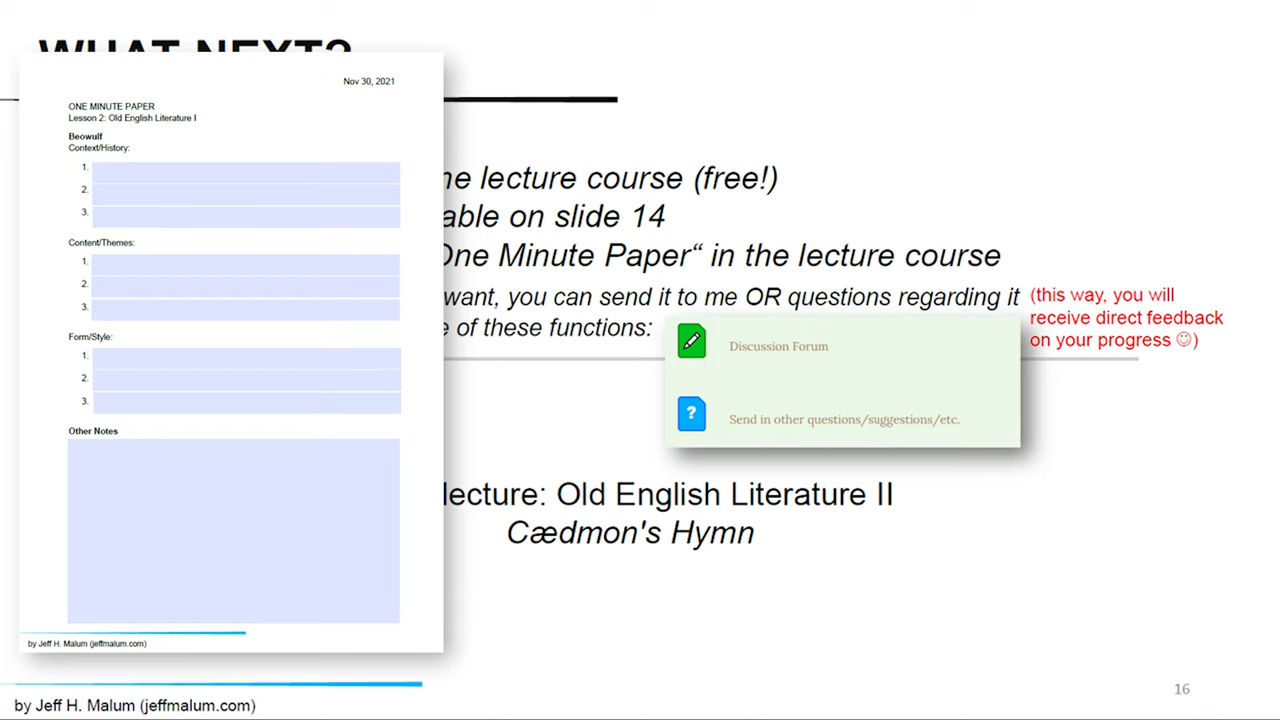 WHAT NEXT?
Nov 30, 2021
ONE MINUTE PAPER
Lesson 2: Old English Literature I
Beowulf
Context/History:
1.
2.
3.
Content/Themes:
1.
2.
3.
Form/Style:
1.
2.
3.
Other Notes
by Jeff H. Malum (jeffmalum.com)
lecture course (free!)
on slide 14
One Minute Paper“ in the lecture course
want, you can send it to me OR questions regarding it
of these functions:
(this way, you will
receive direct feedback
on your progress ☺)
Discussion Forum
?
Send in other questions/suggestions/etc.
lecture: Old English Literature II
Cædmon's Hymn
by Jeff H. Malum (jeffmalum.com)
16